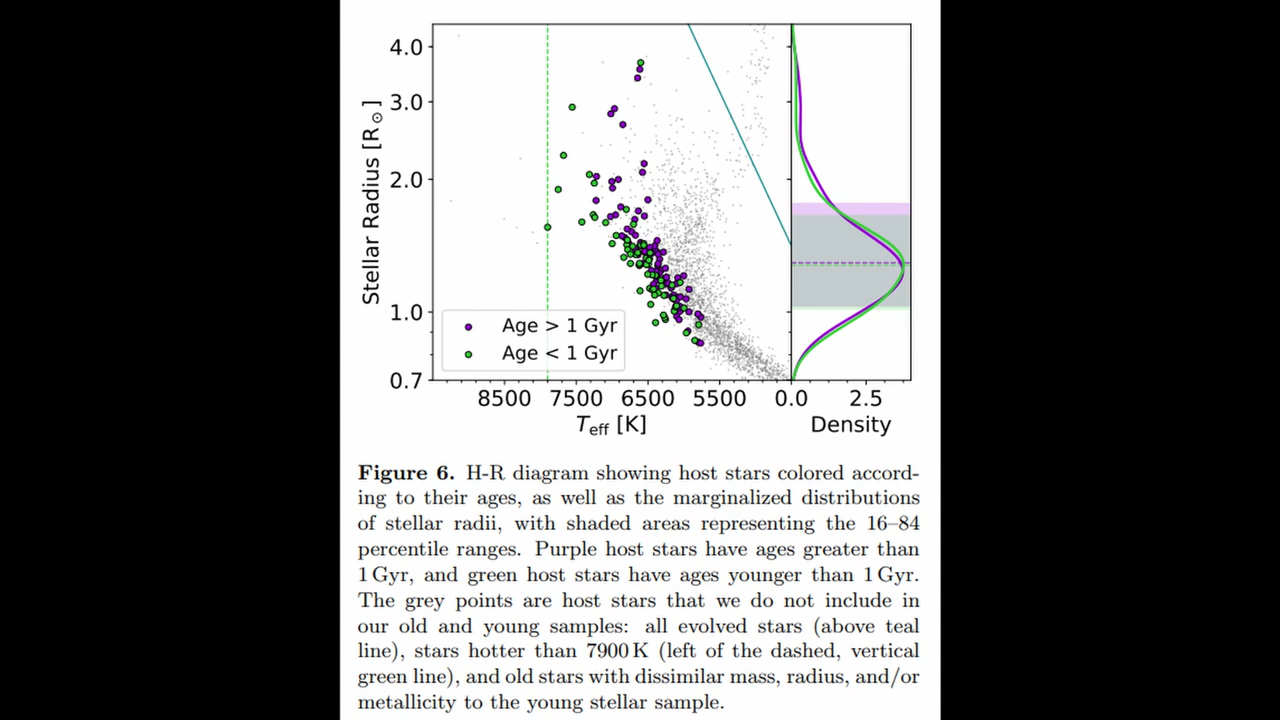 4.0
3.0
2.0
1.0
0.7
Stellar Radius [R⊙]
Age > 1 Gyr
Age < 1 Gyr
8500 7500 6500 5500 0.0 2.5
Teff [K] Density
Figure 6. H-R diagram showing host stars colored accord-
ing to their ages, as well as the marginalized distributions
of stellar radii, with shaded areas representing the 16–84
percentile ranges. Purple host stars have ages greater than
1 Gyr, and green host stars have ages younger than 1 Gyr.
The grey points are host stars that we do not include in
our old and young samples: all evolved stars (above teal
line), stars hotter than 7900 K (left of the dashed, vertical
green line), and old stars with dissimilar mass, radius, and/or
metallicity to the young stellar sample.